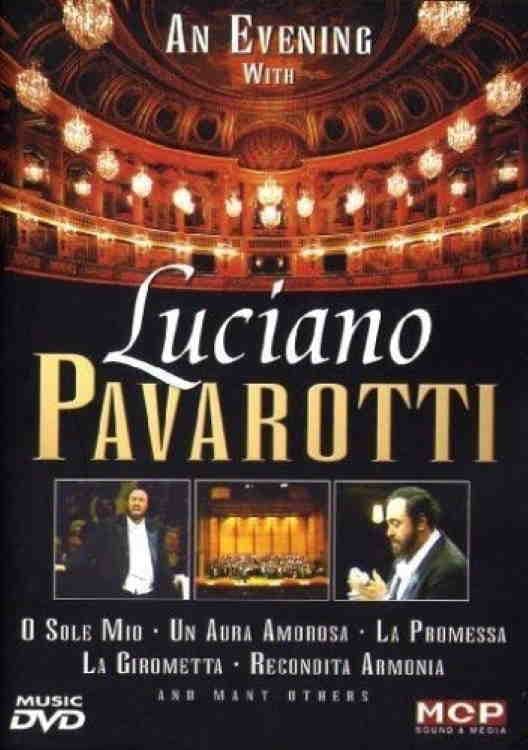 An Evening
With
Luciano
PAVAROTTI
O Sole Mio · Un Aura Amorosa · La Promessa
La Girometta · Recondita Armonia
AND MANY OTHERS
MUSIC
DVD
MCP
SOUND & MEDIA